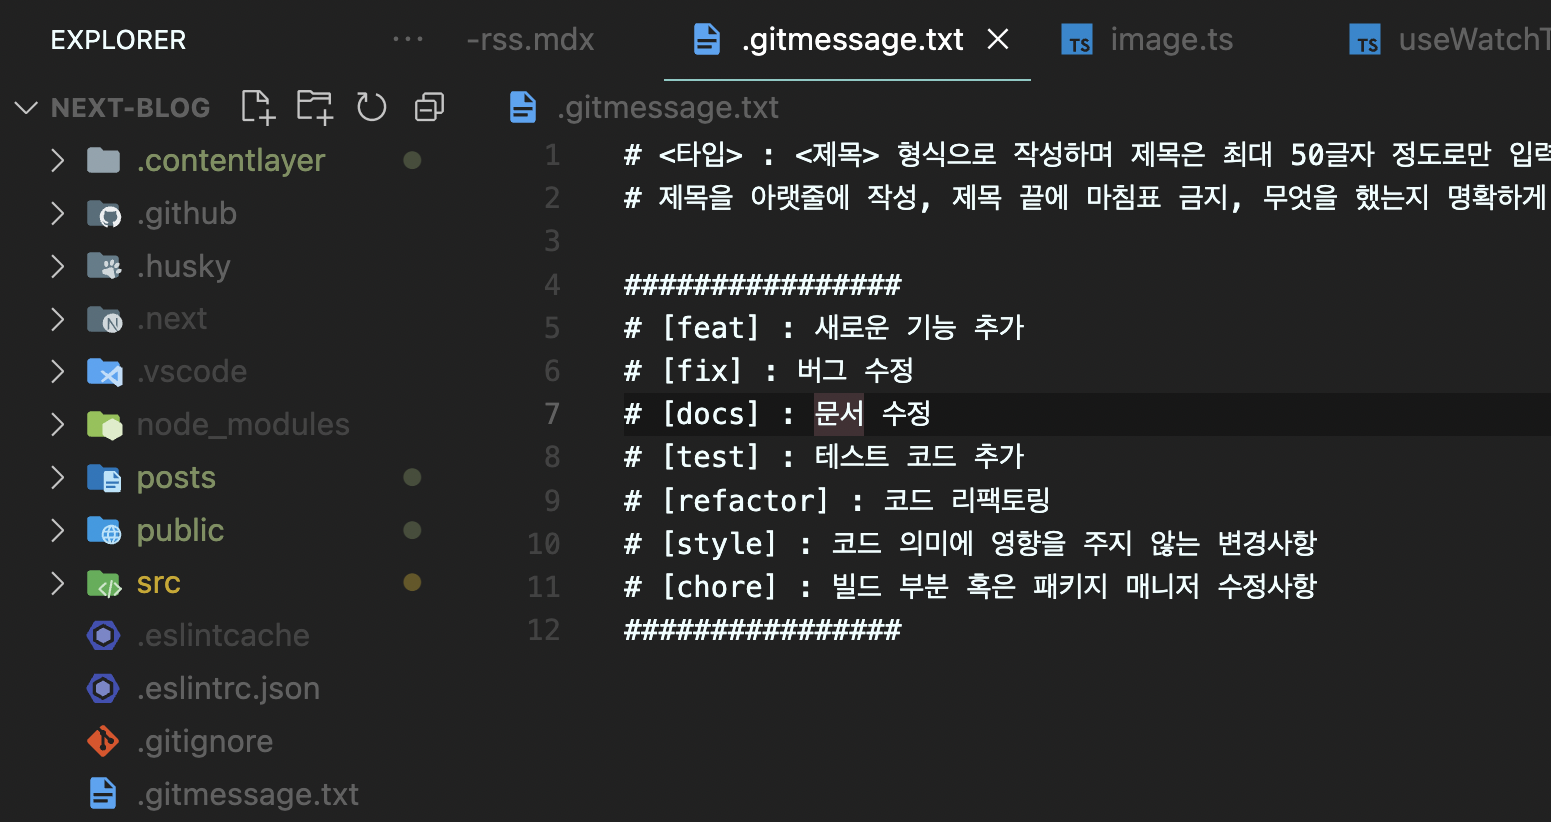 EXPLORER
··· -rss.mdx .gitmessage.txt image.ts useWatchT
NEXT-BLOG
.contentlayer
.github
.husky
.next
.vscode
node_modules
posts
public
src
.eslintcache
.eslintrc.json
.gitignore
.gitmessage.txt
.gitmessage.txt
1 # <타입> : <제목> 형식으로 작성하며 제목은 최대 50글자 정도로만 입력
2 # 제목을 아랫줄에 작성, 제목 끝에 마침표 금지, 무엇을 했는지 명확하게
3
4 ################
5 # [feat] : 새로운 기능 추가
6 # [fix] : 버그 수정
7 # [docs] : 문서 수정
8 # [test] : 테스트 코드 추가
9 # [refactor] : 코드 리팩토링
10 # [style] : 코드 의미에 영향을 주지 않는 변경사항
11 # [chore] : 빌드 부분 혹은 패키지 매니저 수정사항
12 ################